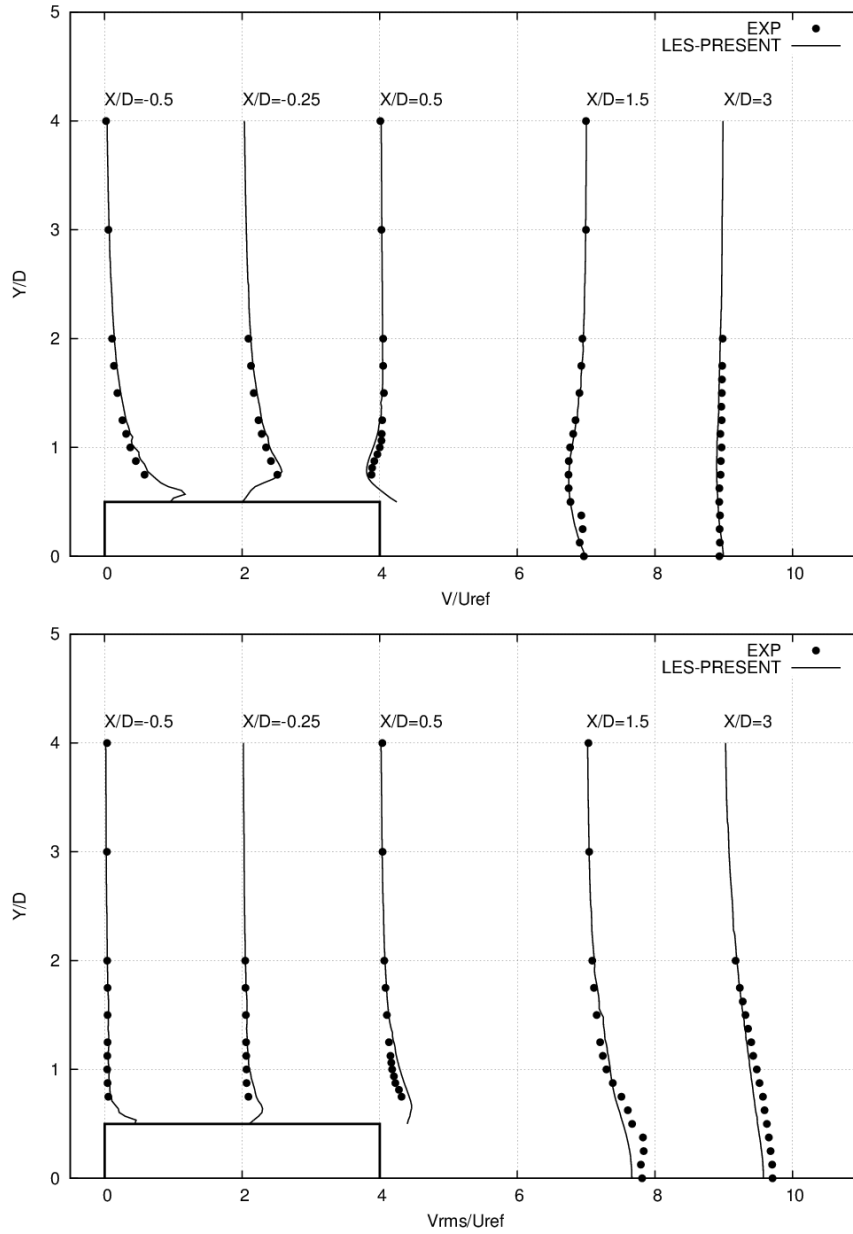 5
EXP
LES-PRESENT
X/D=-0.5 X/D=-0.25 X/D=0.5 X/D=1.5 X/D=3
4
3
Y/D
2
1
0
0 2 4 6 8 10
V/Uref
5
EXP
LES-PRESENT
X/D=-0.5 X/D=-0.25 X/D=0.5 X/D=1.5 X/D=3
4
3
Y/D
2
1
0
0 2 4 6 8 10
Vrms/Uref